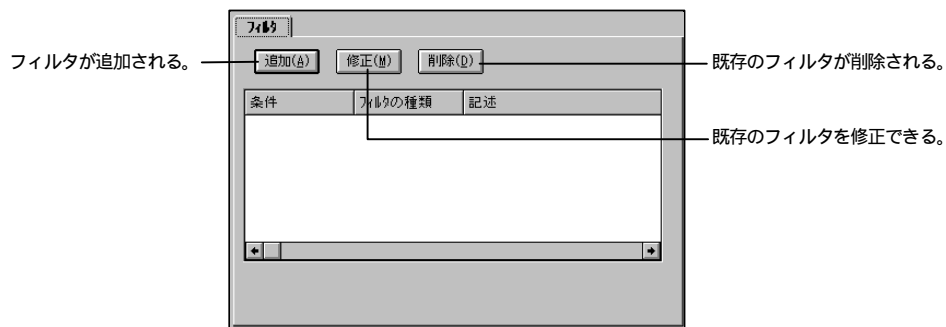 フィルタ
フィルタが追加される。
追加(A)
修正(M)
削除(D)
既存のフィルタが削除される。
条件
フィルタの種類
記述
既存のフィルタを修正できる。